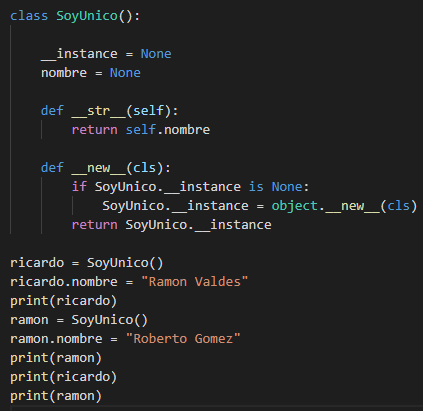 class SoyUnico():
    __instance = None
    nombre = None
    def __str__(self):
        return self.nombre
    def __new__(cls):
        if SoyUnico.__instance is None:
            SoyUnico.__instance = object.__new__(cls)
        return SoyUnico.__instance
ricardo = SoyUnico()
ricardo.nombre = "Ramon Valdes"
print(ricardo)
ramon = SoyUnico()
ramon.nombre = "Roberto Gomez"
print(ramon)
print(ricardo)
print(ramon)